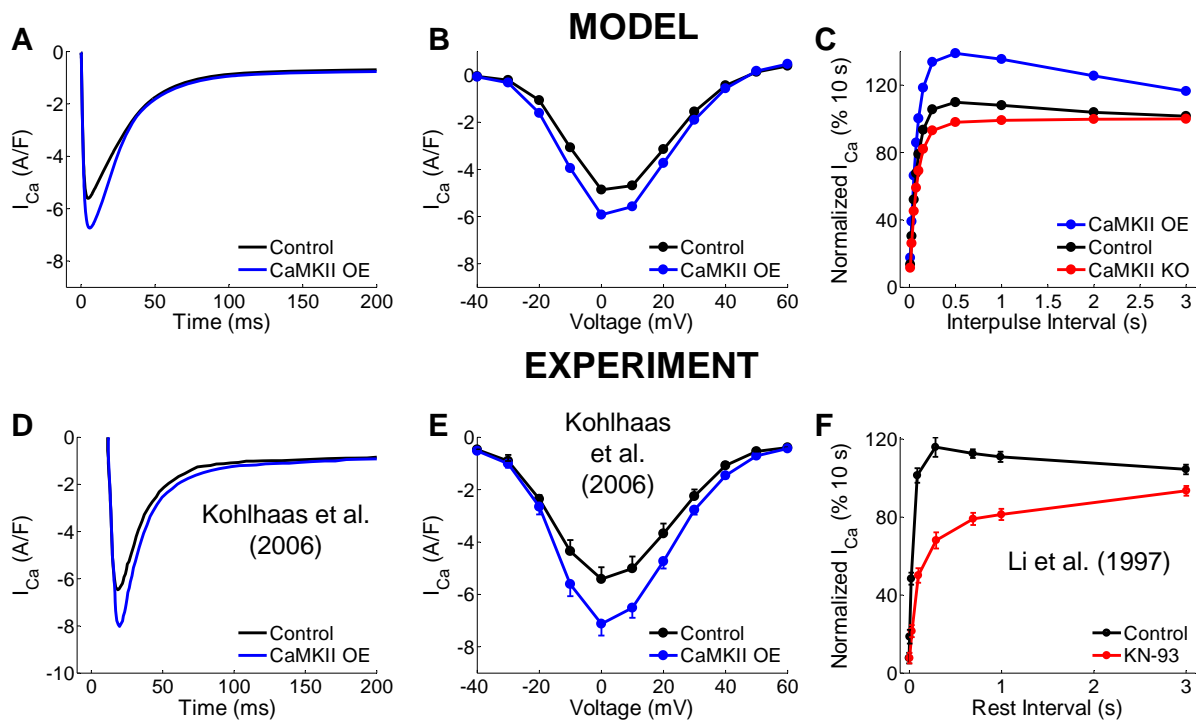 MODEL
A
0
-2
-4
-6
-8
I_Ca (A/F)
0 50 100 150 200
Time (ms)
Control
CaMKII OE
B
0
-2
-4
-6
-8
I_Ca (A/F)
-40 -20 0 20 40 60
Voltage (mV)
Control
CaMKII OE
C
120
80
40
0
Normalized I_Ca (% 10 s)
0 0.5 1 1.5 2 2.5 3
Interpulse Interval (s)
CaMKII OE
Control
CaMKII KO
EXPERIMENT
D
0
-2
-4
-6
-8
-10
I_Ca (A/F)
0 50 100 150 200
Time (ms)
Kohlhaas et al.
(2006)
Control
CaMKII OE
E
0
-2
-4
-6
-8
I_Ca (A/F)
-40 -20 0 20 40 60
Voltage (mV)
Kohlhaas
et al.
(2006)
Control
CaMKII OE
F
120
80
40
0
Normalized I_Ca (% 10 s)
0 1 2 3
Rest Interval (s)
Li et al. (1997)
Control
KN-93